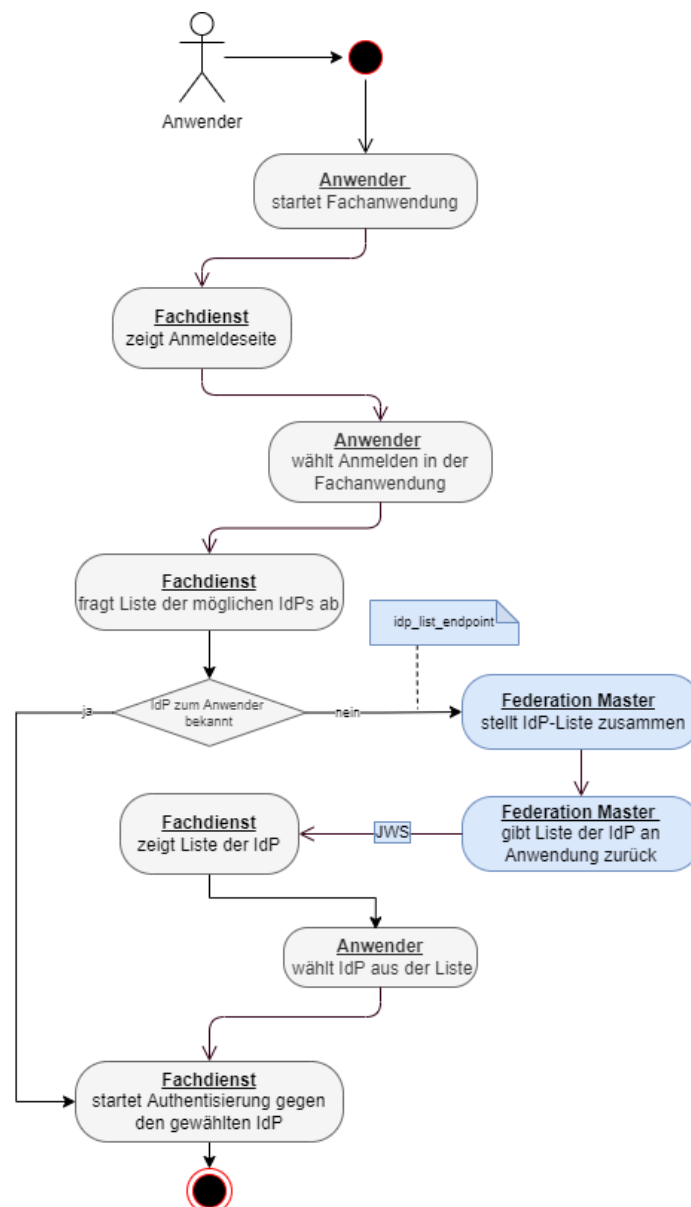 Anwender
Anwender
startet Fachanwendung
Fachdienst
zeigt Anmeldeseite
Anwender
wählt Anmelden in der
Fachanwendung
Fachdienst
fragt Liste der möglichen IdPs ab
idp_list_endpoint
IdP zum Anwender
bekannt
ja
nein
Federation Master
stellt IdP-Liste zusammen
Federation Master
gibt Liste der IdP an
Anwendung zurück
JWS
Fachdienst
zeigt Liste der IdP
Anwender
wählt IdP aus der Liste
Fachdienst
startet Authentisierung gegen
den gewählten IdP